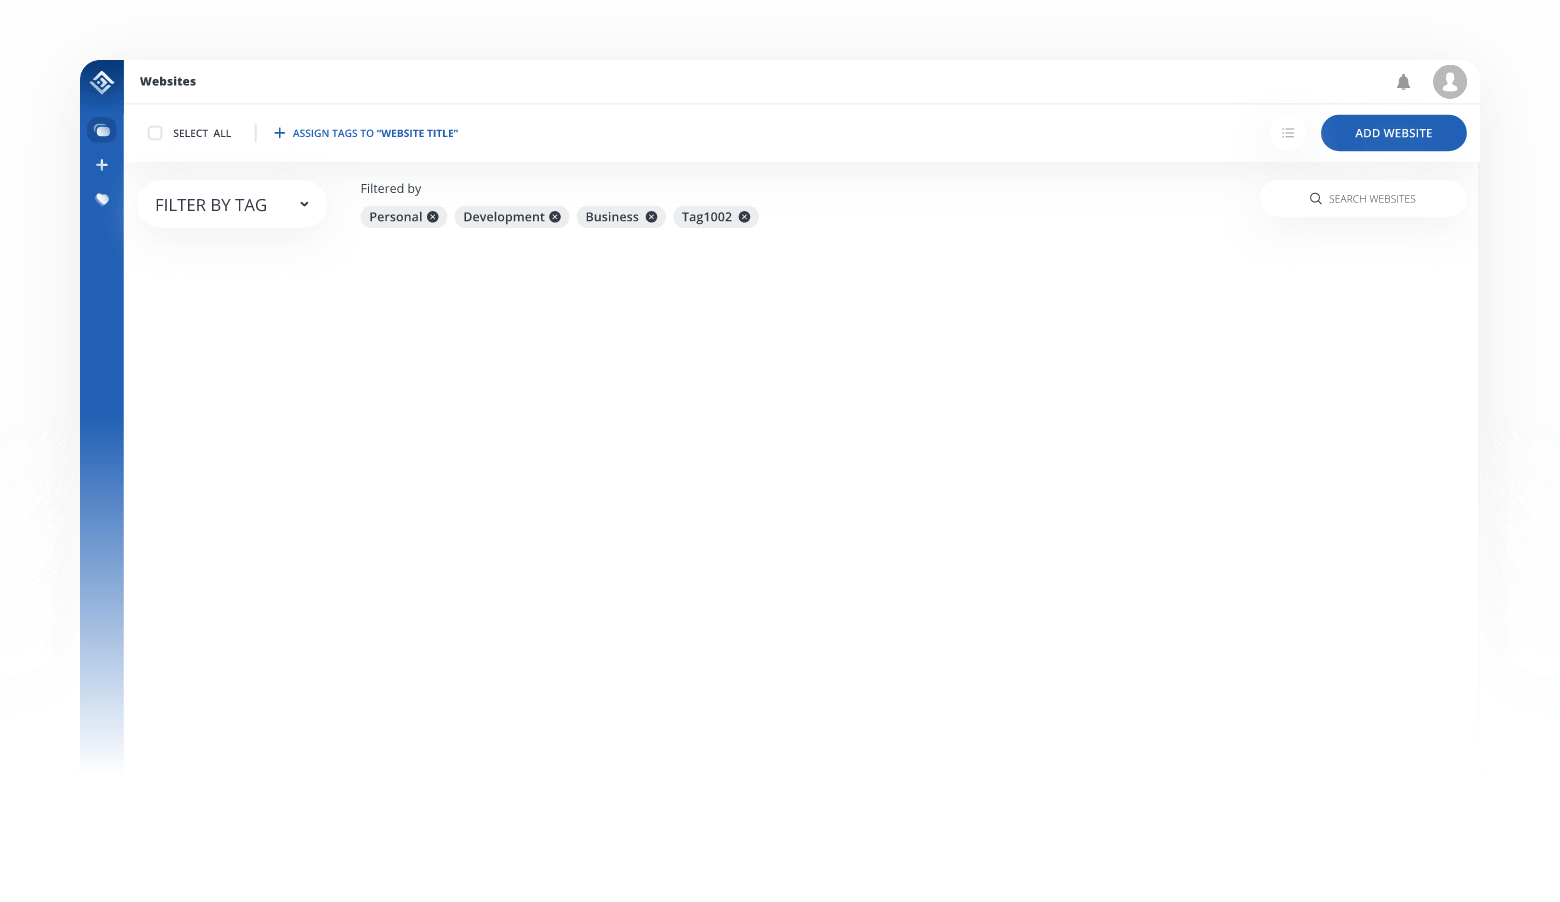 Websites
SELECT ALL
ASSIGN TAGS TO “WEBSITE TITLE”
ADD WEBSITE
FILTER BY TAG
Filtered by
Personal Development Business Tag1002
SEARCH WEBSITES